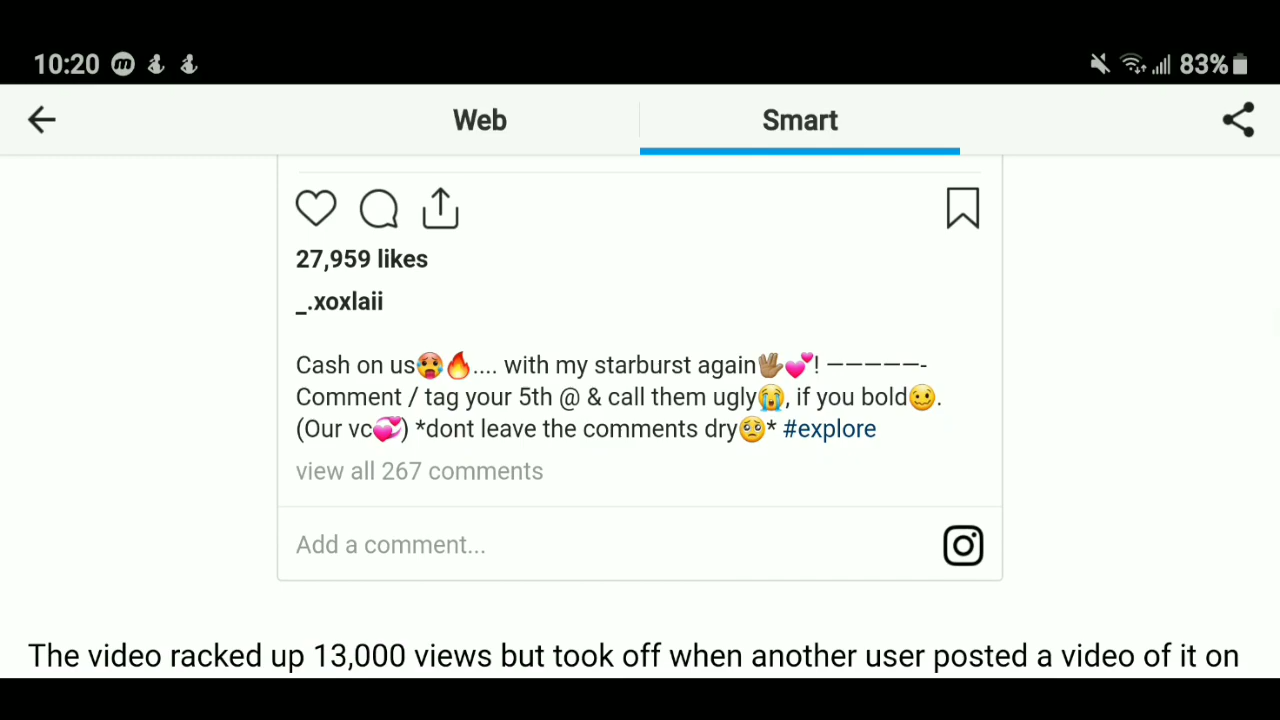 10:20 83%
Web Smart
27,959 likes
_.xoxlaii
Cash on us🥵🔥.... with my starburst again🖖🏽💕! —————-
Comment / tag your 5th @ & call them ugly😭, if you bold🥴.
(Our vc💞) *dont leave the comments dry🥺* #explore
view all 267 comments
Add a comment...
The video racked up 13,000 views but took off when another user posted a video of it on